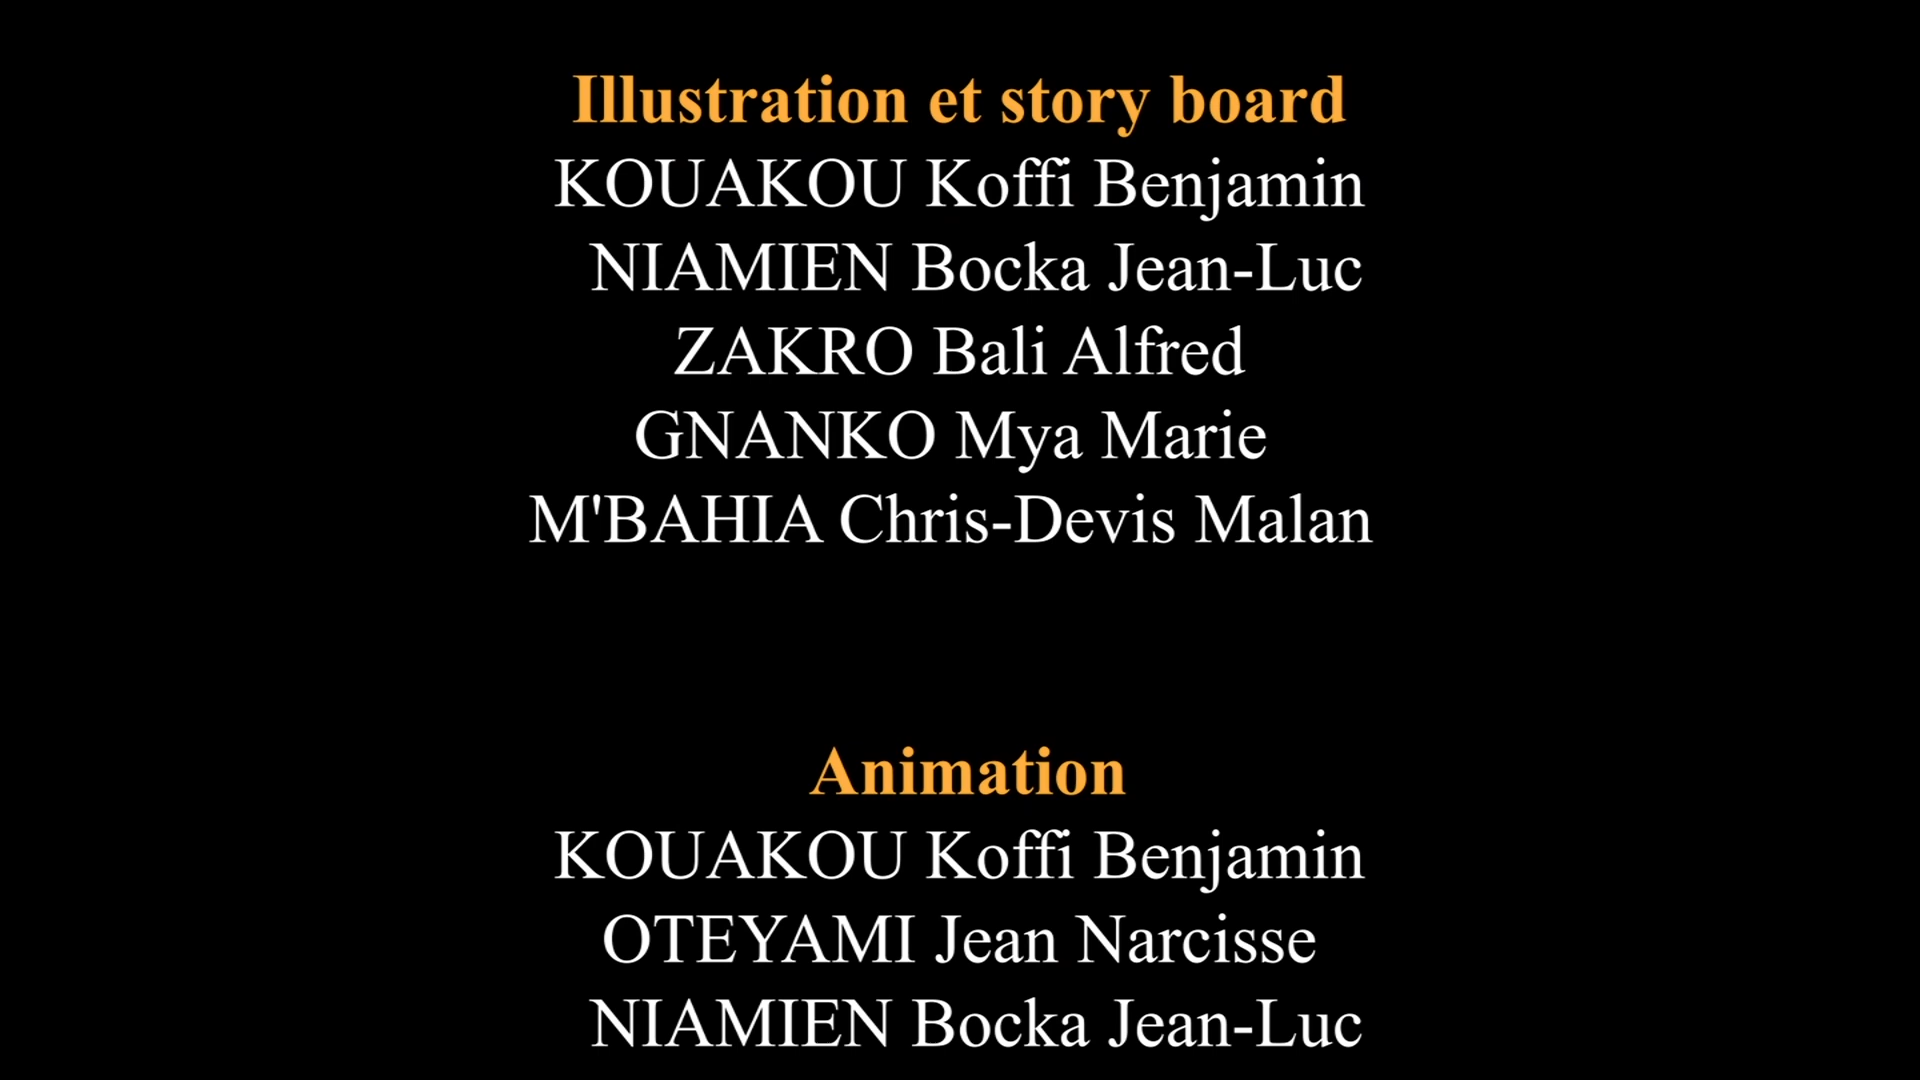 Illustration et story board
KOUAKOU Koffi Benjamin
NIAMIEN Bocka Jean-Luc
ZAKRO Bali Alfred
GNANKO Mya Marie
M'BAHIA Chris-Devis Malan
Animation
KOUAKOU Koffi Benjamin
OTEYAMI Jean Narcisse
NIAMIEN Bocka Jean-Luc